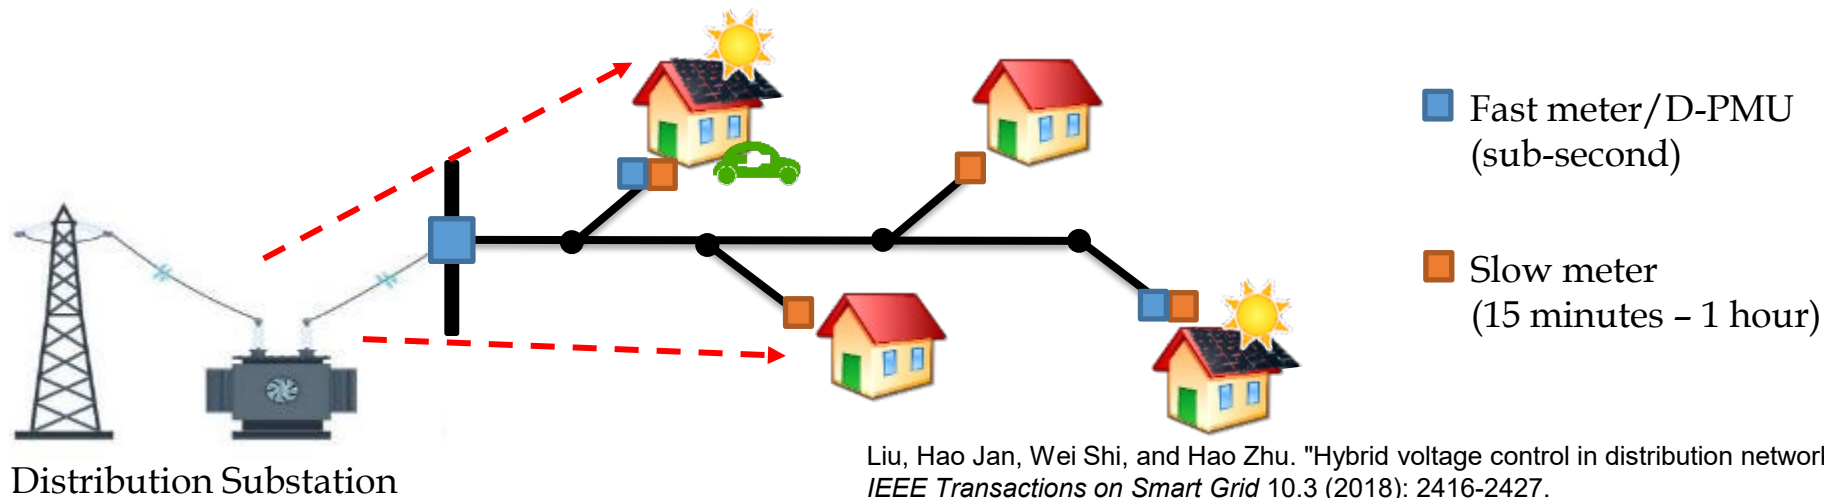 Fast meter/D-PMU
(sub-second)
Slow meter
(15 minutes – 1 hour)
Distribution Substation
Liu, Hao Jan, Wei Shi, and Hao Zhu. "Hybrid voltage control in distribution network
IEEE Transactions on Smart Grid 10.3 (2018): 2416-2427.